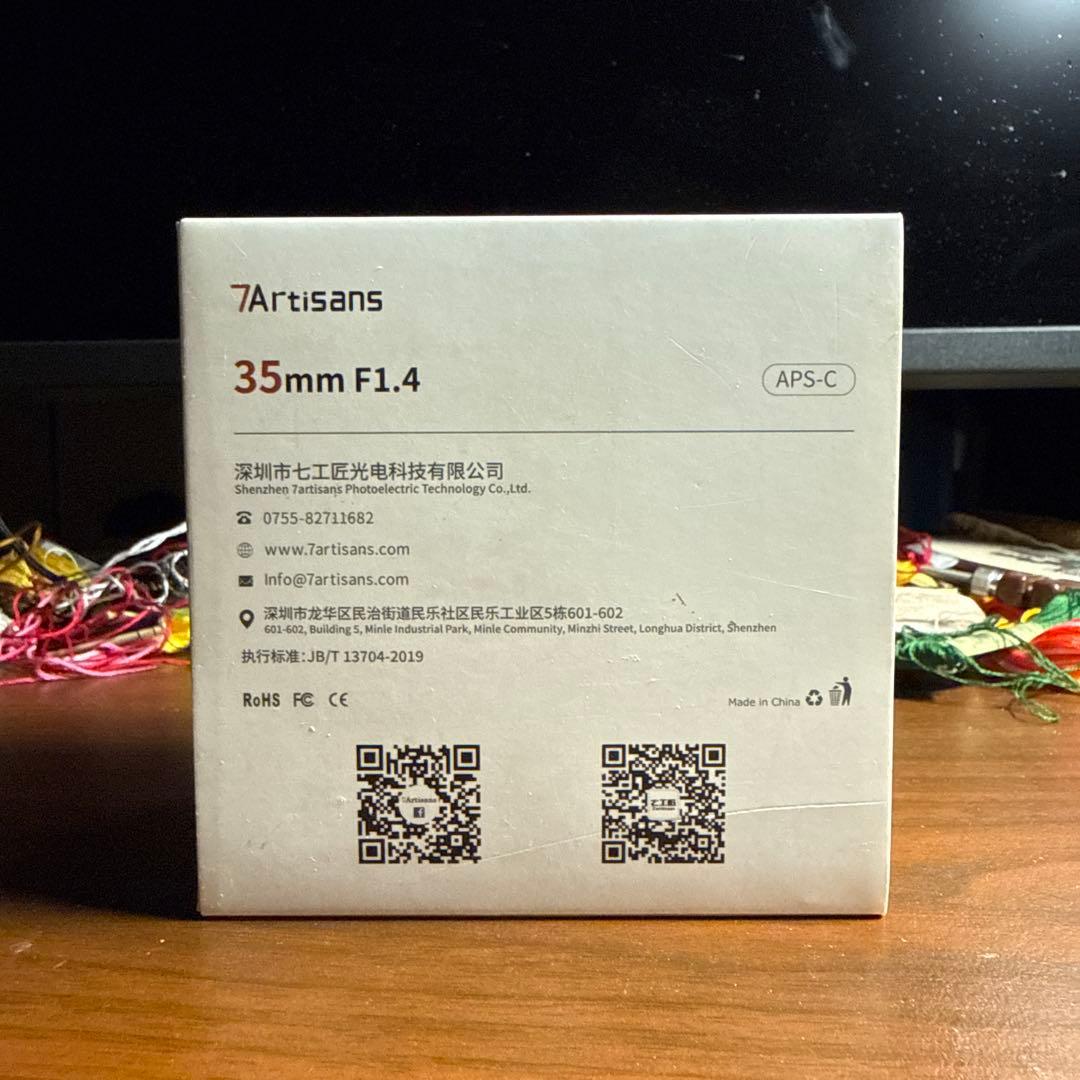 7Artisans
35mm F1.4
APS-C
深圳市七工匠光电科技有限公司
Shenzhen 7artisans Photoelectric Technology Co.,Ltd.
0755-82711682
www.7artisans.com
Info@7artisans.com
深圳市龙华区民治街道民乐社区民乐工业区5栋601-602
601-602, Building 5, Minle Industrial Park, Minle Community, Minzhi Street, Longhua District, Shenzhen
执行标准:JB/T 13704-2019
RoHS FC CE
Made in China
7Artisans
七工匠